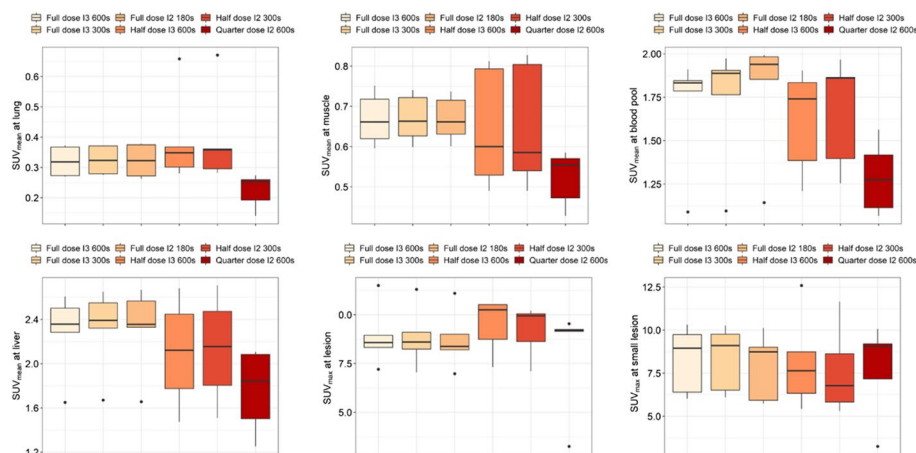 Full dose I3 600s Full dose I2 180s Half dose I2 300s
Full dose I3 300s Half dose I3 600s Quarter dose I2 600s
SUVmean at lung
0.6
0.4
0.3
0.2
Full dose I3 600s Full dose I2 180s Half dose I2 300s
Full dose I3 300s Half dose I3 600s Quarter dose I2 600s
SUVmean at muscle
0.8
0.7
0.6
0.5
Full dose I3 600s Full dose I2 180s Half dose I2 300s
Full dose I3 300s Half dose I3 600s Quarter dose I2 600s
SUVmean at blood pool
2.00
1.75
1.25
Full dose I3 600s Full dose I2 180s Half dose I2 300s
Full dose I3 300s Half dose I3 600s Quarter dose I2 600s
SUVmean at liver
2.4
2.0
1.6
1.2
Full dose I3 600s Full dose I2 180s Half dose I2 300s
Full dose I3 300s Half dose I3 600s Quarter dose I2 600s
SUVmax at lesion
0.0
7.5
5.0
Full dose I3 600s Full dose I2 180s Half dose I2 300s
Full dose I3 300s Half dose I3 600s Quarter dose I2 600s
SUVmax at small lesion
10.0
7.5
5.0